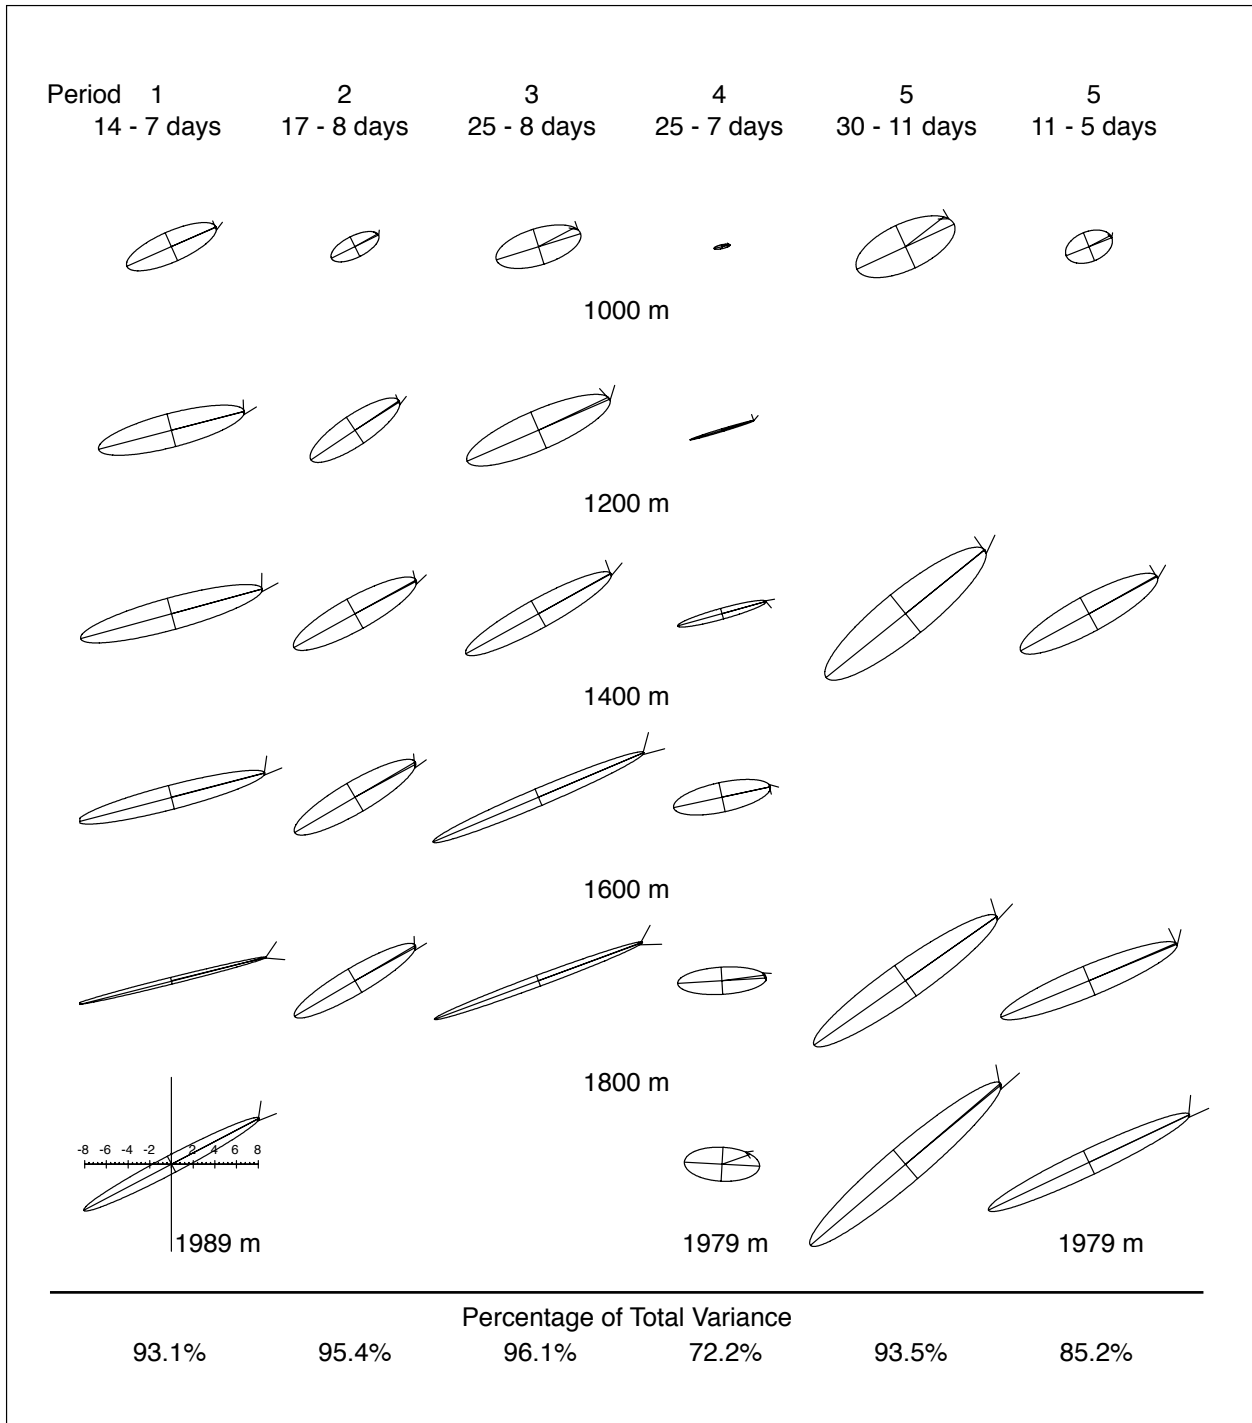 Period 1 2 3 4 5 5
14 - 7 days 17 - 8 days 25 - 8 days 25 - 7 days 30 - 11 days 11 - 5 days
1000 m
1200 m
1400 m
1600 m
1800 m
-8 -6 -4 -2 2 4 6 8
1989 m 1979 m 1979 m
Percentage of Total Variance
93.1% 95.4% 96.1% 72.2% 93.5% 85.2%